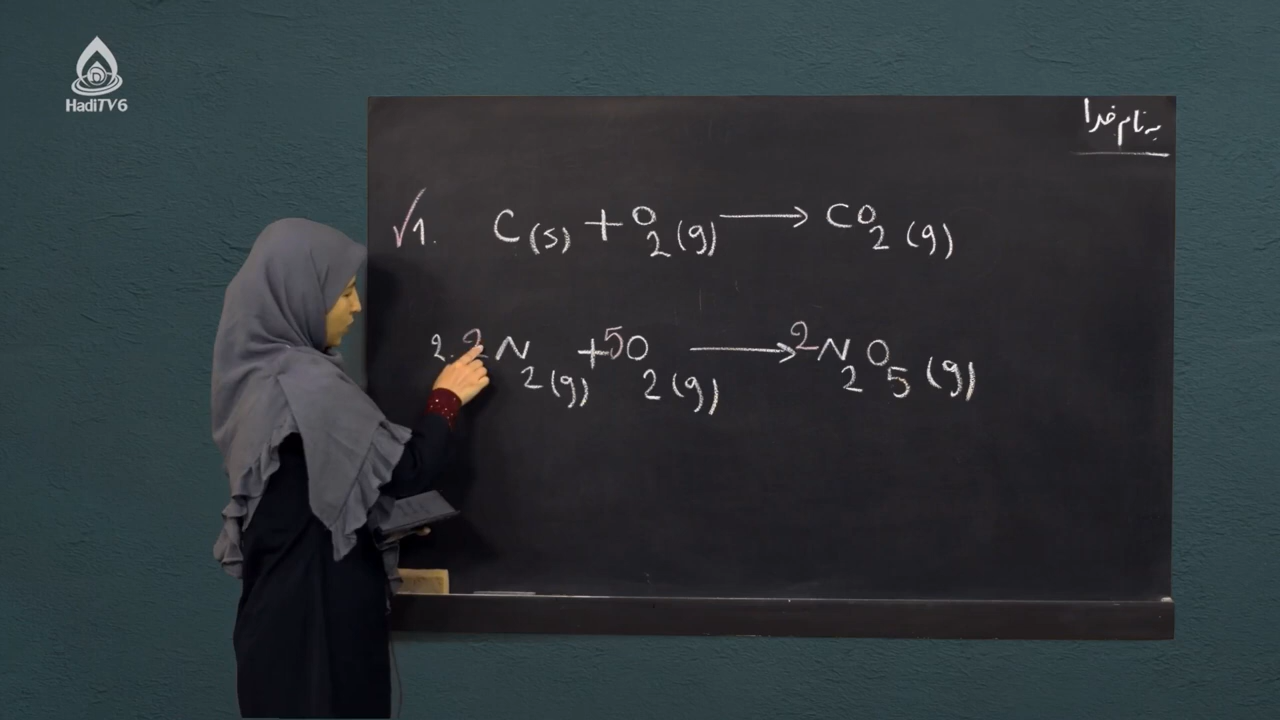 HadiTV6
به نام خدا
√1. C(s) + O2(g) → CO2(g)
2. 2N2(g) + 5O2(g) → 2N2O5(g)